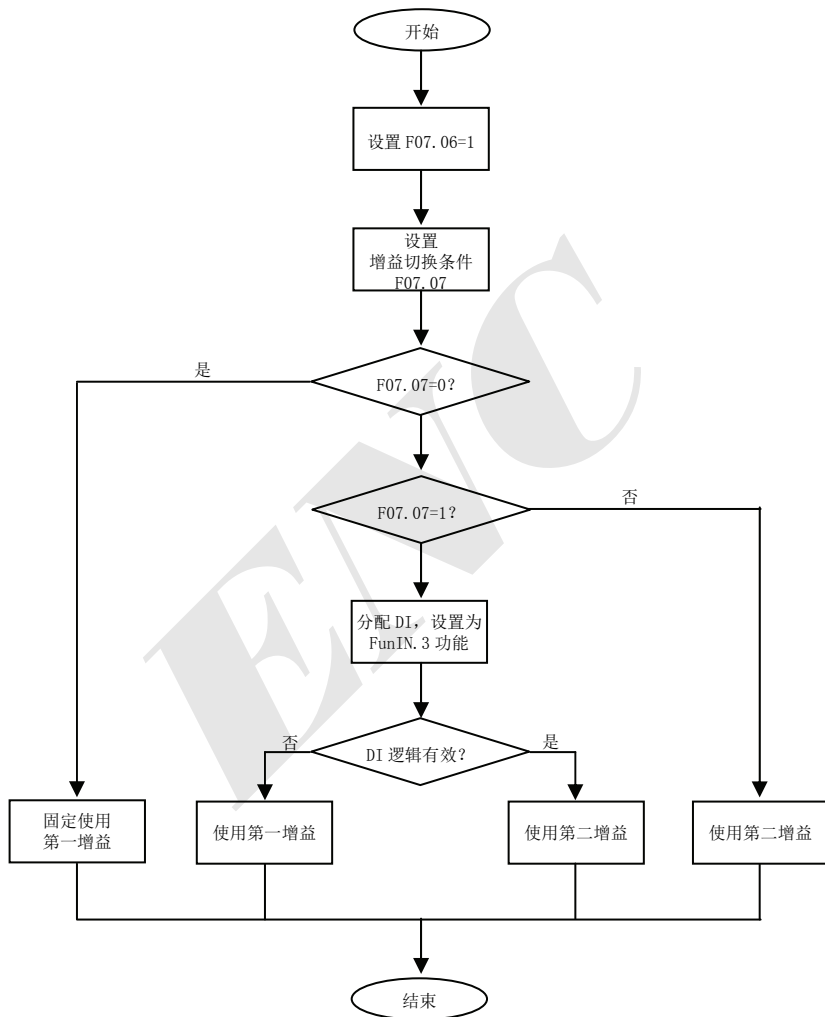 开始
设置 F07.06=1
设置
增益切换条件
F07.07
是
F07.07=0?
F07.07=1?
否
分配 DI，设置为
FunIN.3 功能
否
DI 逻辑有效?
是
固定使用
第一增益
使用第一增益
使用第二增益
使用第二增益
结束
ENC